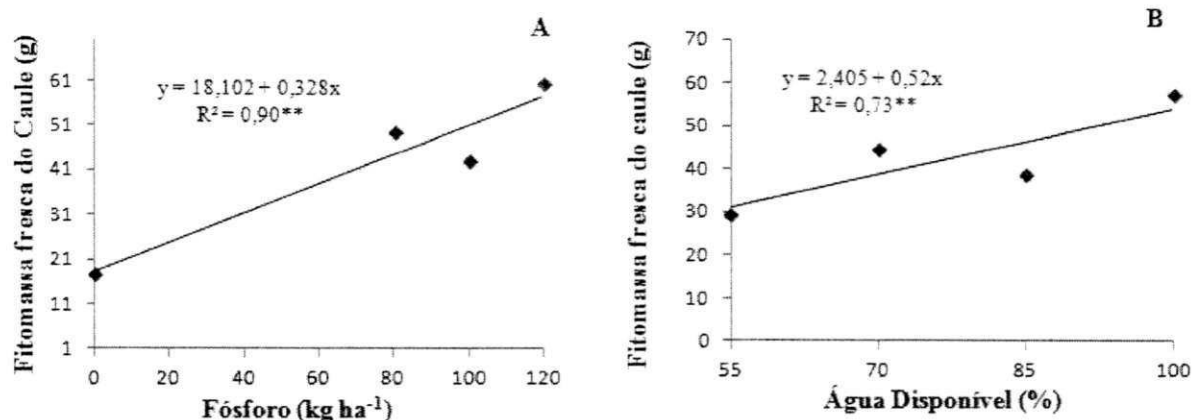 A
Fitomassa fresca do Caule (g)
y = 18,102 + 0,328x
R² = 0,90**
61
51
41
31
21
11
1
0 20 40 60 80 100 120
Fósforo (kg ha⁻¹)
B
Fitomassa fresca do caule (g)
y = 2,405 + 0,52x
R² = 0,73**
70
60
50
40
30
20
10
0
55 70 85 100
Água Disponível (%)